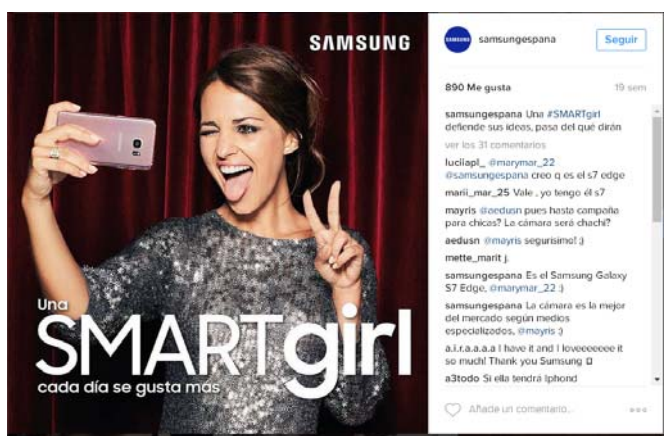 SAMSUNG
Una
SMARTgirl
cada día se gusta más
SAMSUNG
samsungespana
Seguir
890 Me gusta
19 sem
samsungespana Una #SMARTgirl
defiende sus ideas, pasa del qué dirán
ver los 31 comentarios
luciiapl_ @marymar_22
@samsungespana creo q es el s7 edge
marii_mar_25 Vale , yo tengo él s7
mayris @aedusn pues hasta campaña
para chicas? La cámara será chachi?
aedusn @mayris segurisimo! ;)
mette_marit j.
samsungespana Es el Samsung Galaxy
S7 Edge, @marymar_22 :)
samsungespana La cámara es la mejor
del mercado según medios
especializados, @mayris :)
a.i.r.a.a.a.a I have it and I loveeeeeee it
so much! Thank you Sumsung
a3todo Si ella tendrá Iphond
Añade un comentario...